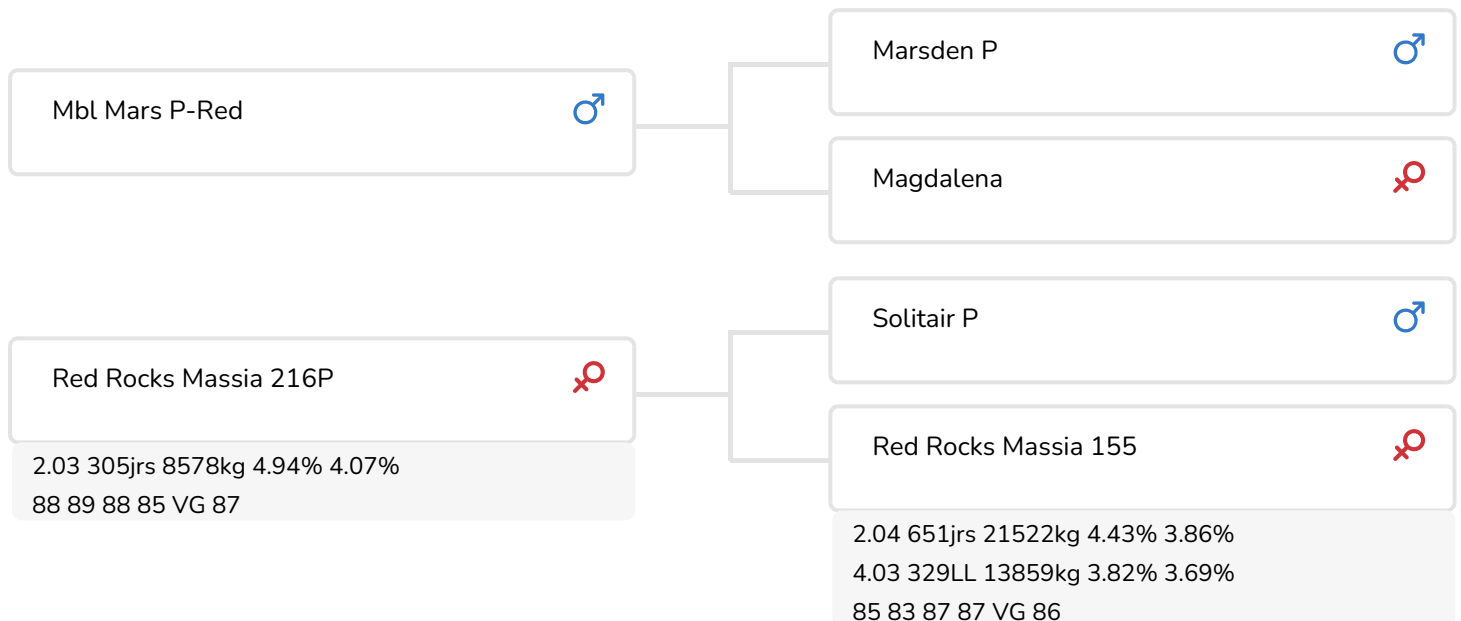 Mbl Mars P-Red
Marsden P
Magdalena
Red Rocks Massia 216P
2.03 305jrs 8578kg 4.94% 4.07%
88 89 88 85 VG 87
Solitair P
Red Rocks Massia 155
2.04 651jrs 21522kg 4.43% 3.86%
4.03 329LL 13859kg 3.82% 3.69%
85 83 87 87 VG 86